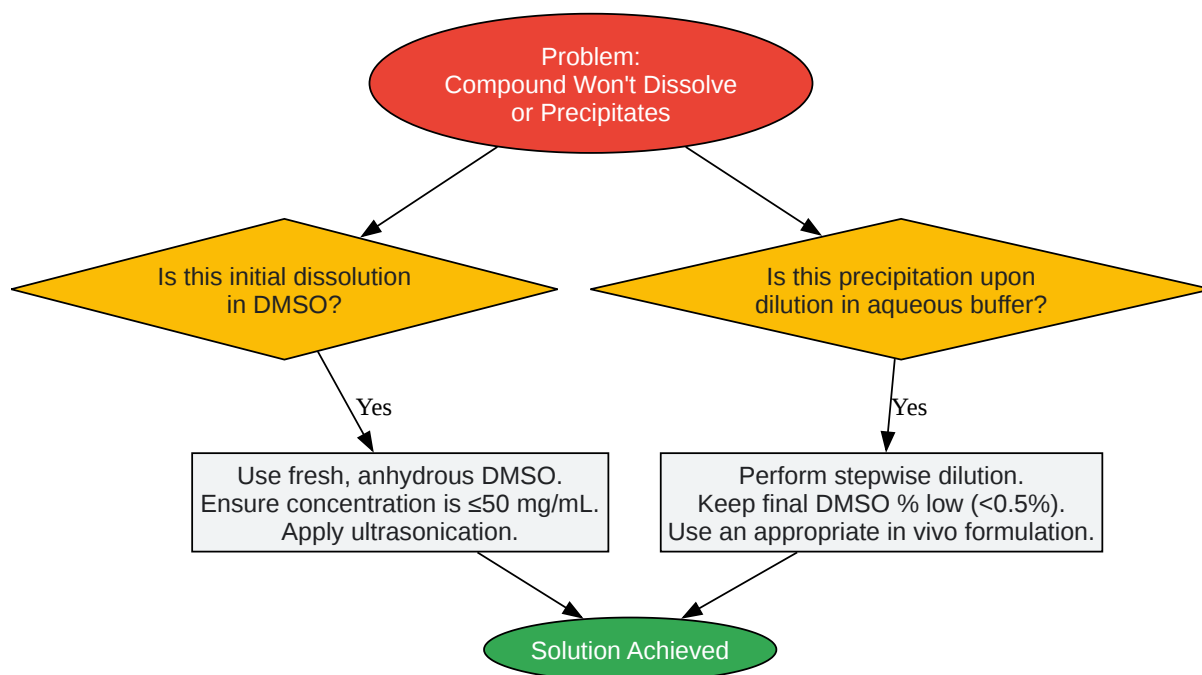 Problem:
Compound Won't Dissolve
or Precipitates
Is this initial dissolution
in DMSO?
Is this precipitation upon
dilution in aqueous buffer?
Yes
Yes
Use fresh, anhydrous DMSO.
Ensure concentration is ≤50 mg/mL.
Apply ultrasonication.
Perform stepwise dilution.
Keep final DMSO % low (<0.5%).
Use an appropriate in vivo formulation.
Solution Achieved